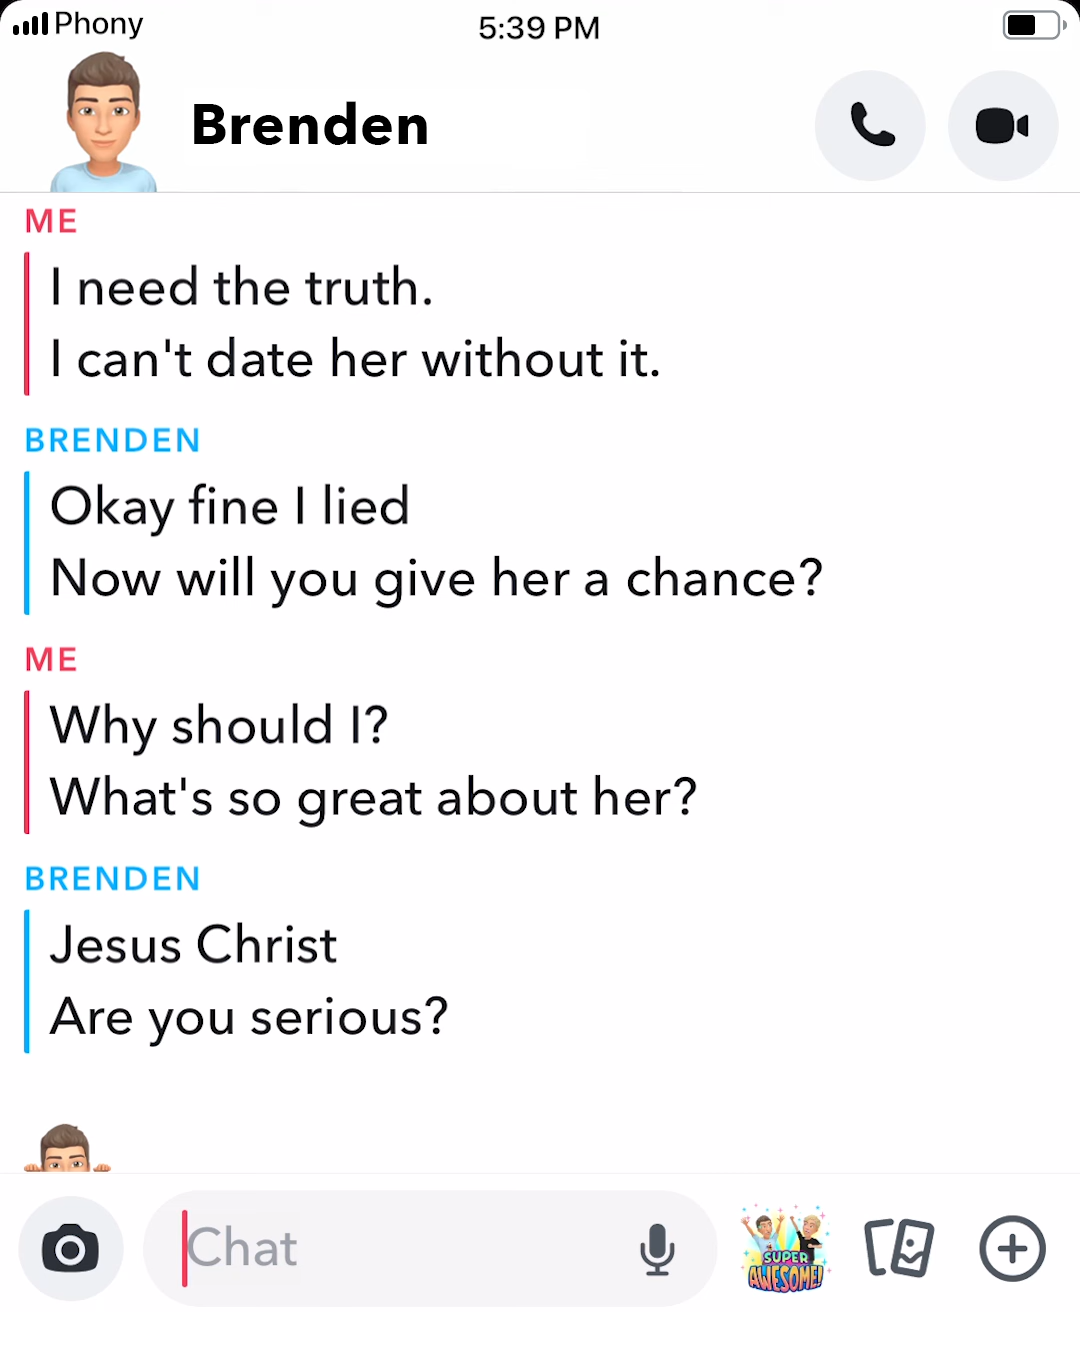 Phony
5:39 PM
Brenden
ME
I need the truth.
I can't date her without it.
BRENDEN
Okay fine I lied
Now will you give her a chance?
ME
Why should I?
What's so great about her?
BRENDEN
Jesus Christ
Are you serious?
Chat
SUPER
AWESOME!